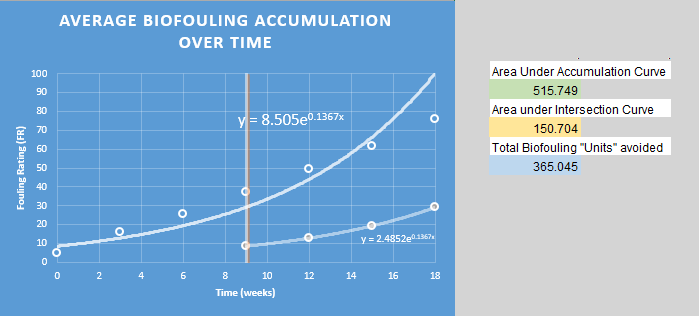 AVERAGE BIOFOULING ACCUMULATION
OVER TIME
Fouling Rating (FR)
100
90
80
70
60
50
40
30
20
10
0
y = 8.505e^0.1367x
y = 2.4852e^0.1367x
0 2 4 6 8 10 12 14 16 18
Time (weeks)
Area Under Accumulation Curve
515.749
Area under Intersection Curve
150.704
Total Biofouling "Units" avoided
365.045